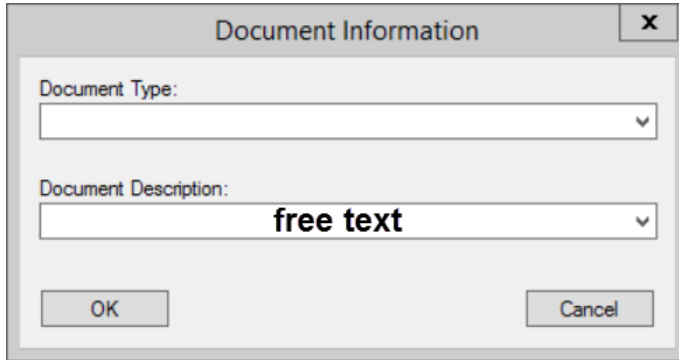 Document Information
x
Document Type:
Document Description:
free text
OK
Cancel